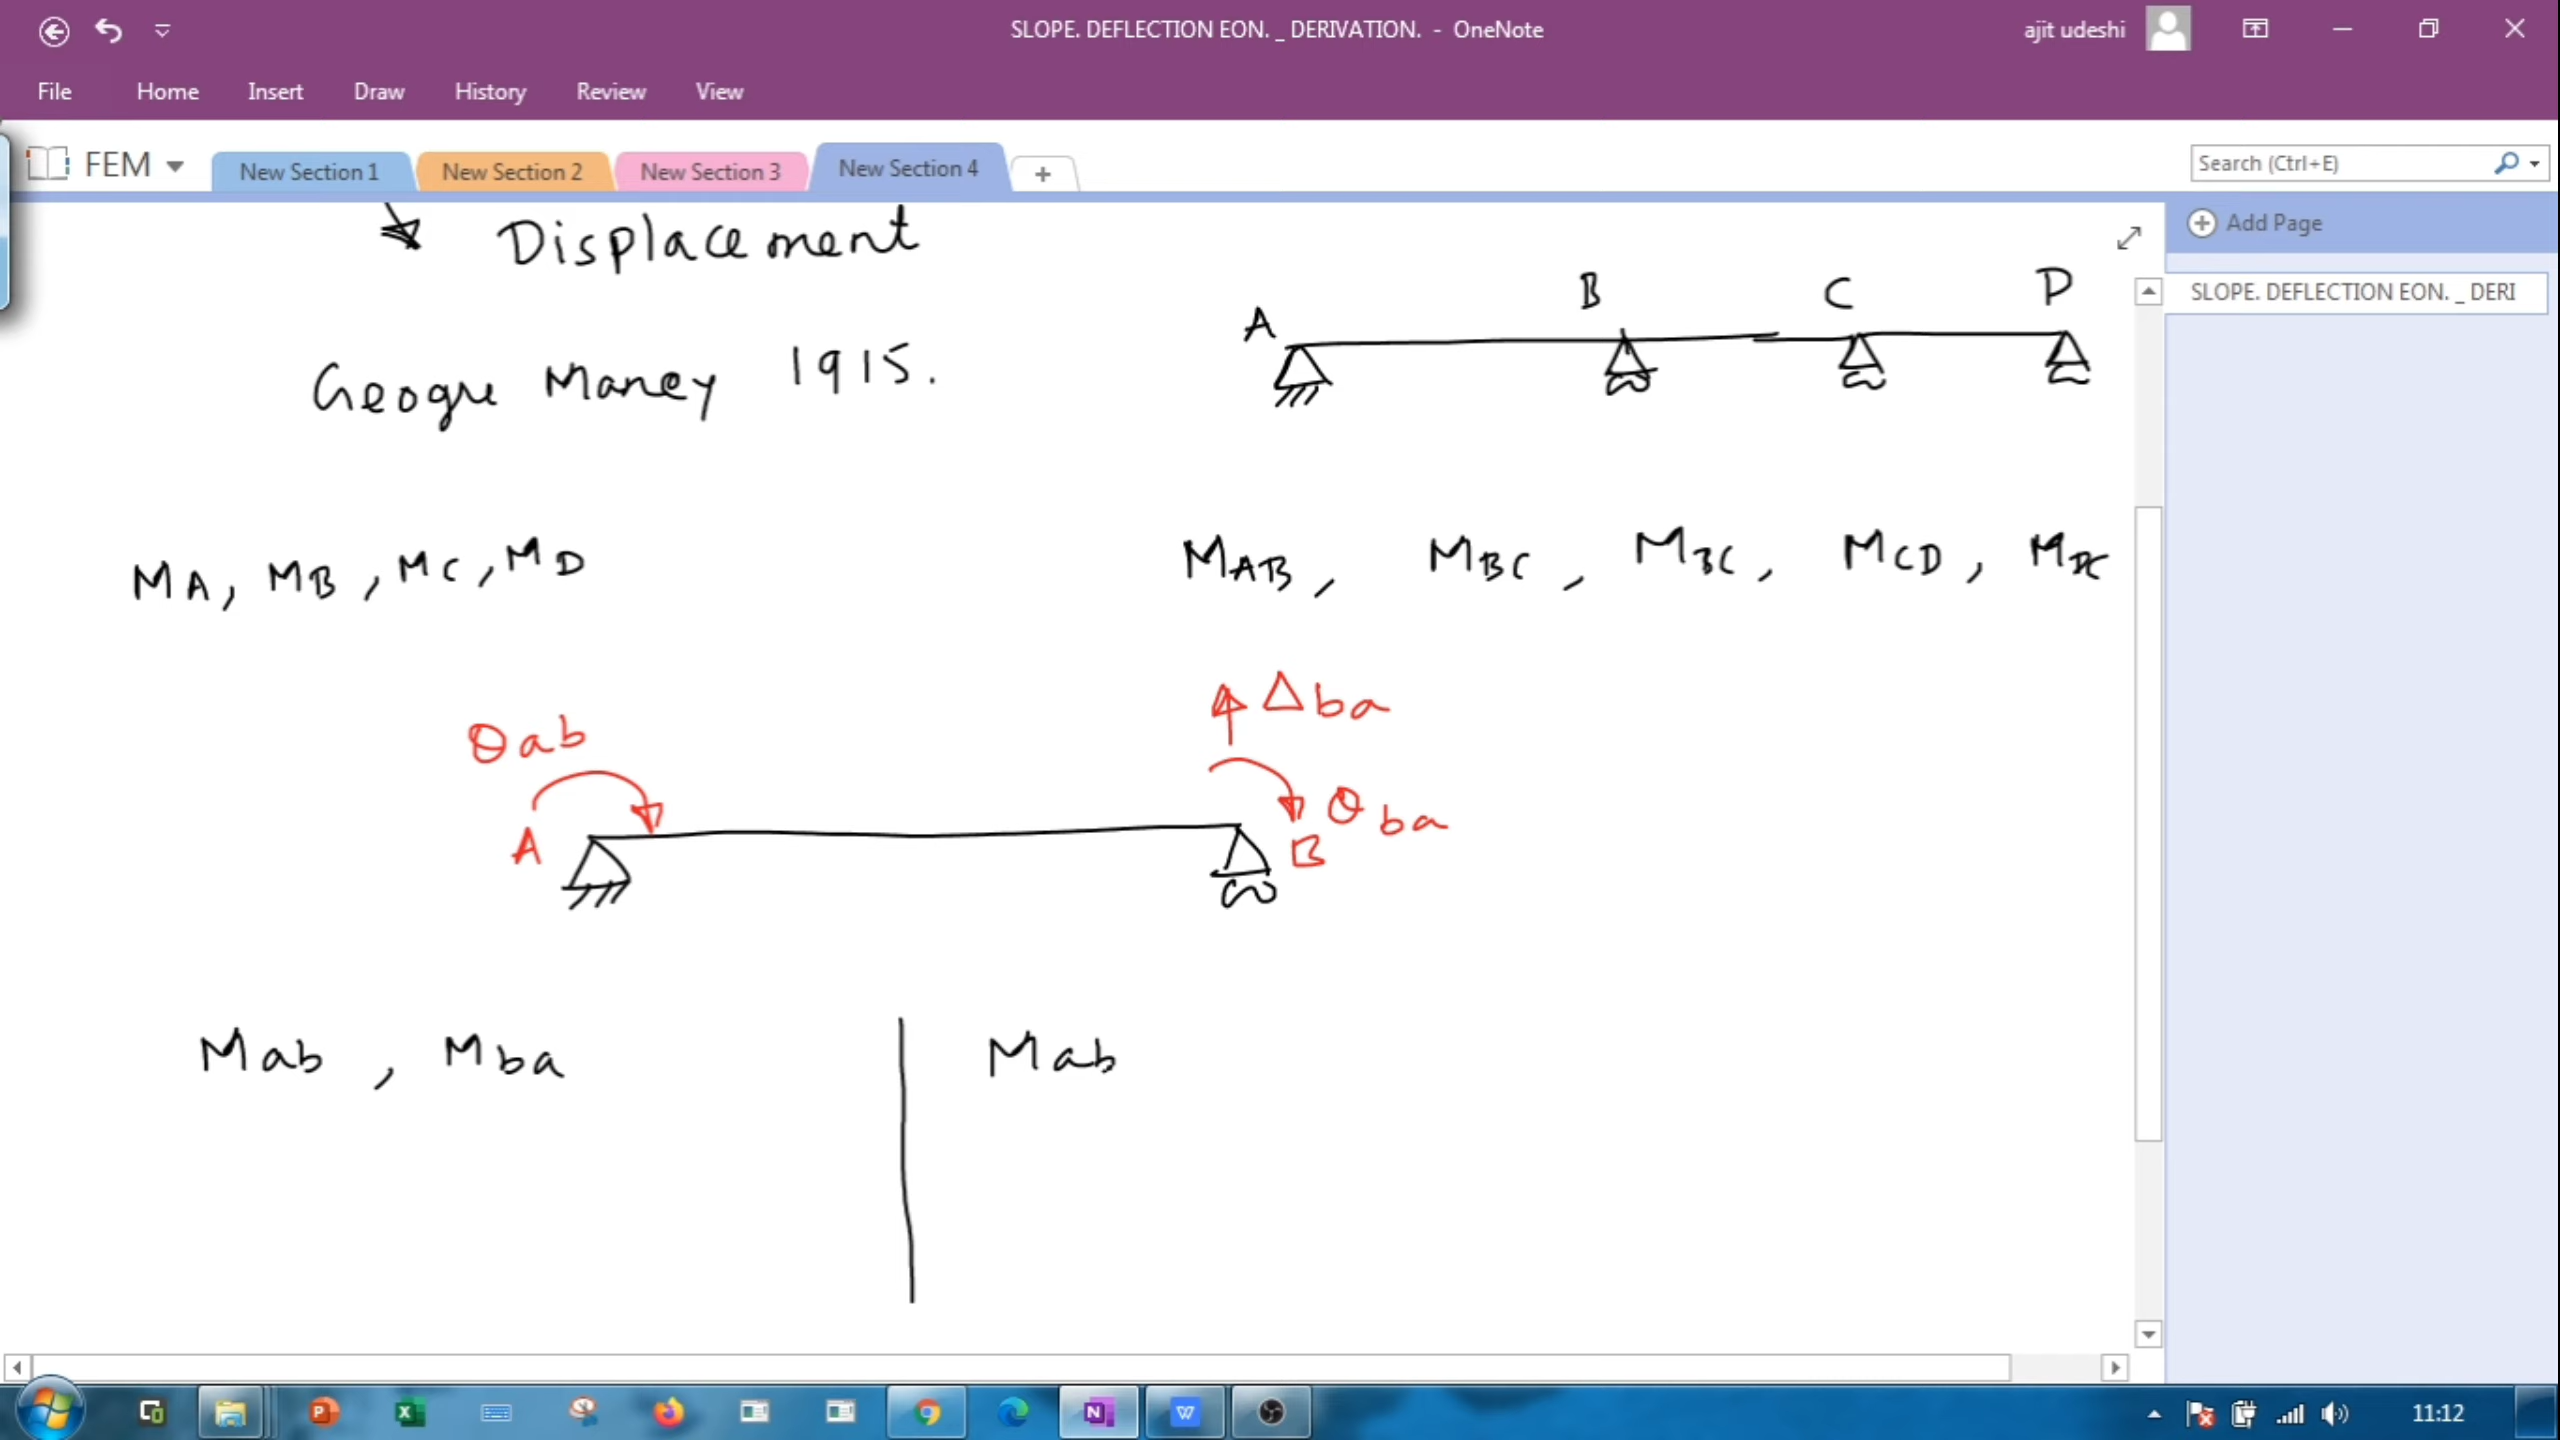 SLOPE. DEFLECTION EON. _ DERIVATION. - OneNote
ajit udeshi
File Home Insert Draw History Review View
FEM
New Section 1
New Section 2
New Section 3
New Section 4
+
Search (Ctrl+E)
Add Page
SLOPE. DEFLECTION EON. _ DERI
Displacement
A B C D
Geogre Maney 1915.
MA, MB, MC, MD
MAB, MBC, MBC, MCD, MDC
Δba
θab
θba
A B
Mab, Mba
Mab
11:12